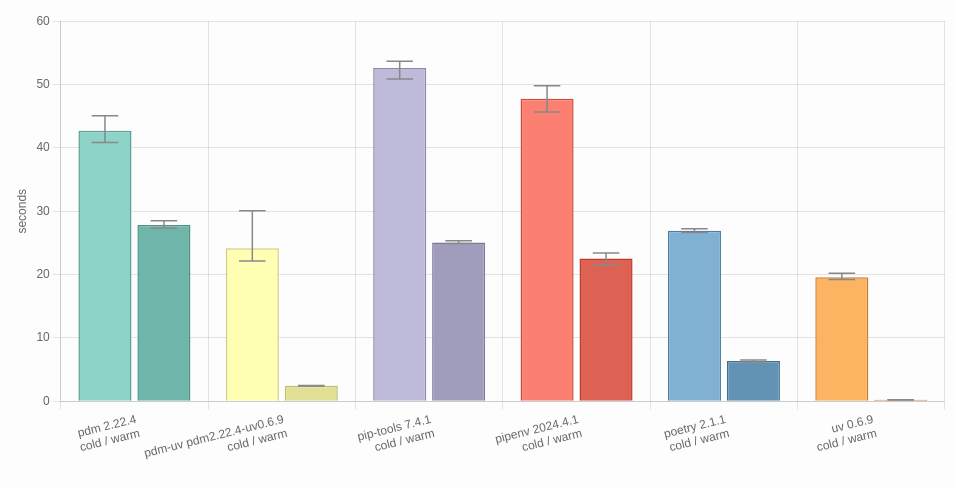 60
50
40
30
20
10
0
seconds
pdm 2.22.4
cold / warm
pdm-uv pdm2.22.4-uv0.6.9
cold / warm
pip-tools 7.4.1
cold / warm
pipenv 2024.4.1
cold / warm
poetry 2.1.1
cold / warm
uv 0.6.9
cold / warm